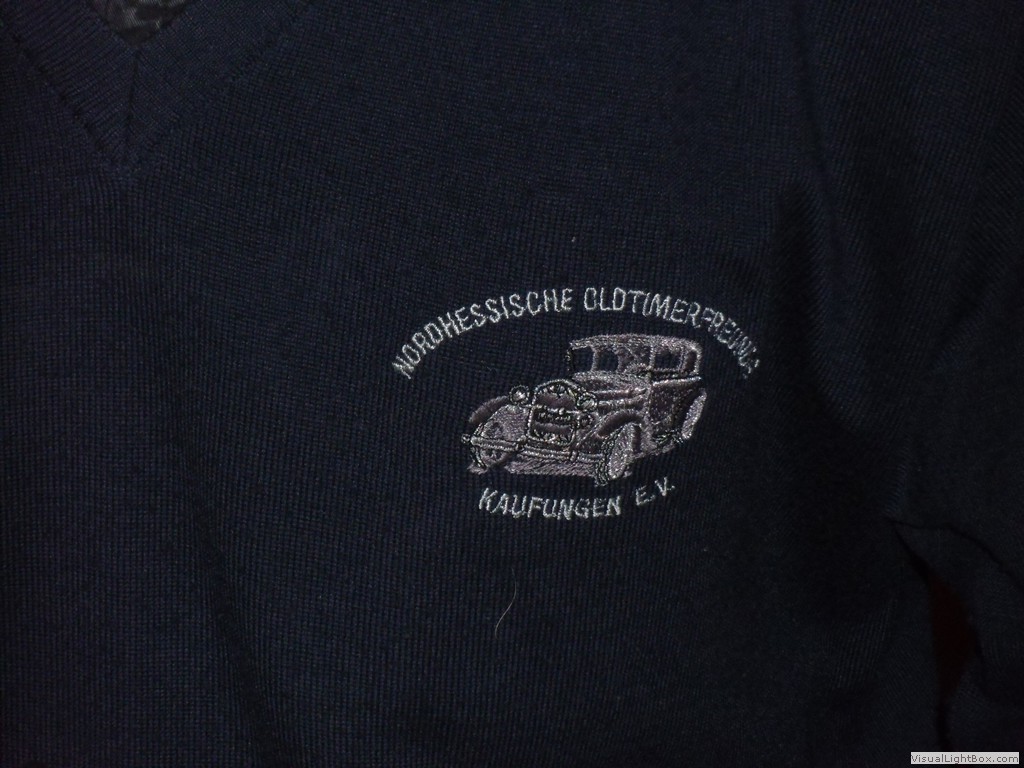 NORDHESSISCHE OLDTIMERFREUNDE
KAUFUNGEN E.V.
VisualLightBox.com